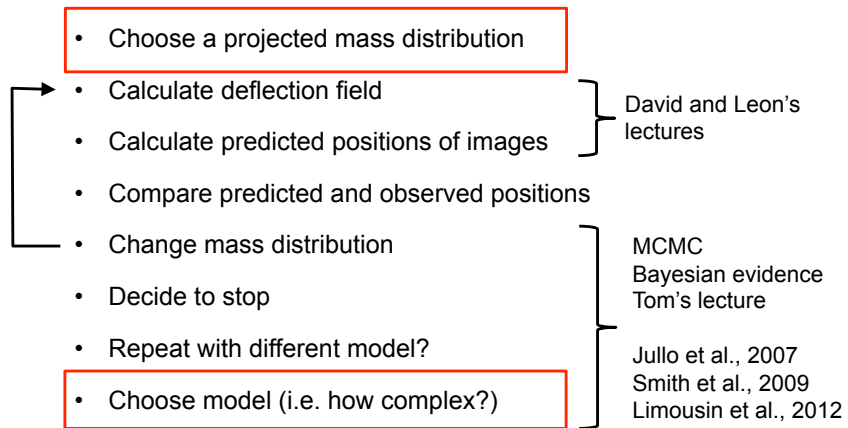 • Choose a projected mass distribution
• Calculate deflection field
• Calculate predicted positions of images
David and Leon's
lectures
• Compare predicted and observed positions
• Change mass distribution
• Decide to stop
• Repeat with different model?
• Choose model (i.e. how complex?)
MCMC
Bayesian evidence
Tom's lecture
Jullo et al., 2007
Smith et al., 2009
Limousin et al., 2012